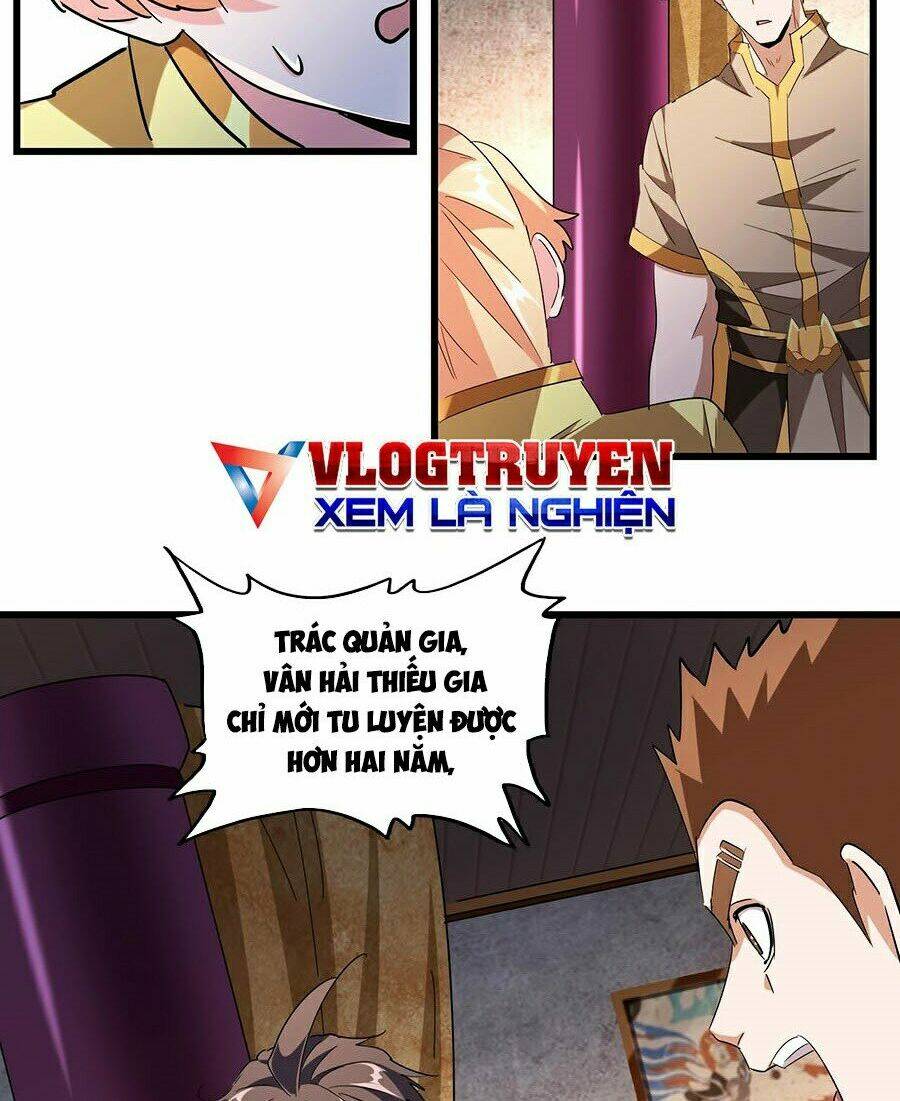 VLOGTRUYEN
XEM LÀ NGHIỆN
TRÁC QUẢN GIA,
VÂN HẢI THIẾU GIA
CHỈ MỚI TU LUYỆN ĐƯỢC
HƠN HAI NĂM,